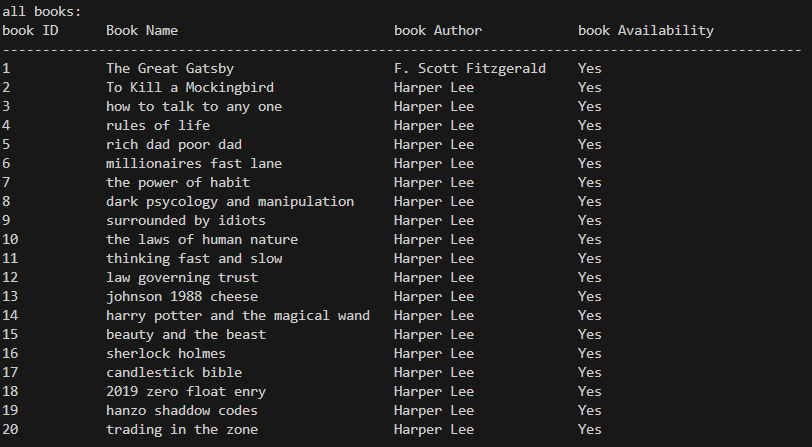 all books:
book ID      Book Name                           book Author            book Availability
----------------------------------------------------------------------------------------------------
1            The Great Gatsby                    F. Scott Fitzgerald    Yes
2            To Kill a Mockingbird               Harper Lee             Yes
3            how to talk to any one              Harper Lee             Yes
4            rules of life                       Harper Lee             Yes
5            rich dad poor dad                   Harper Lee             Yes
6            millionaires fast lane              Harper Lee             Yes
7            the power of habit                  Harper Lee             Yes
8            dark psycology and manipulation     Harper Lee             Yes
9            surrounded by idiots                Harper Lee             Yes
10           the laws of human nature            Harper Lee             Yes
11           thinking fast and slow              Harper Lee             Yes
12           law governing trust                 Harper Lee             Yes
13           johnson 1988 cheese                 Harper Lee             Yes
14           harry potter and the magical wand   Harper Lee             Yes
15           beauty and the beast                Harper Lee             Yes
16           sherlock holmes                     Harper Lee             Yes
17           candlestick bible                   Harper Lee             Yes
18           2019 zero float enry                Harper Lee             Yes
19           hanzo shadow codes                  Harper Lee             Yes
20           trading in the zone                 Harper Lee             Yes